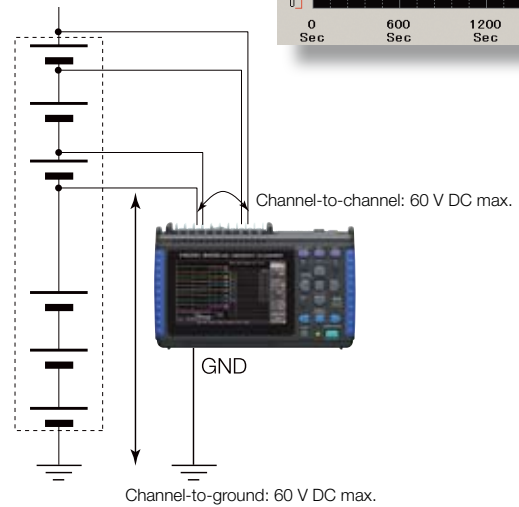 0
0 600 1200
Sec Sec Sec
Channel-to-channel: 60 V DC max.
GND
Channel-to-ground: 60 V DC max.